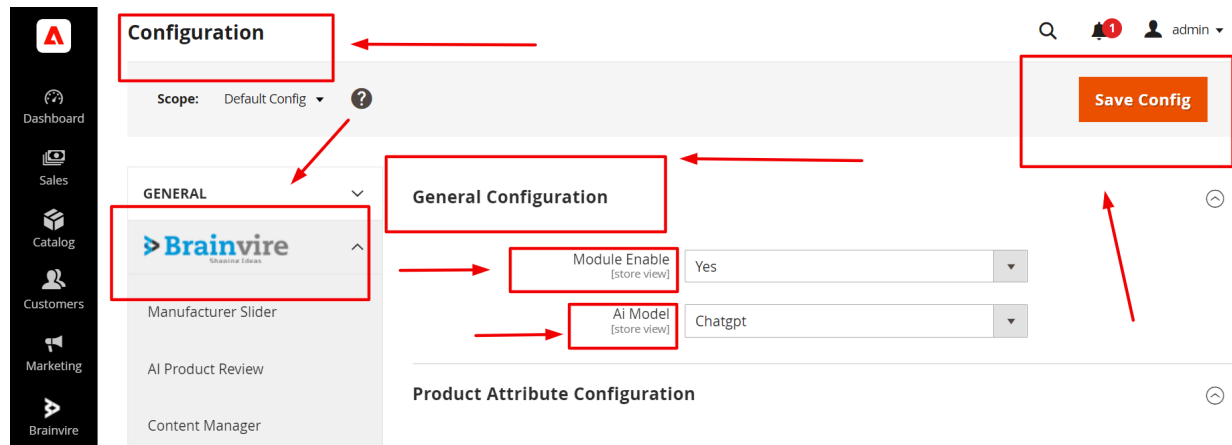 Configuration
1
admin
Scope:
Default Config
?
Save Config
Dashboard
Sales
Catalog
Customers
Marketing
Brainvire
GENERAL
Brainvire
Shaping Ideas
Manufacturer Slider
AI Product Review
Content Manager
General Configuration
Module Enable
[store view]
Yes
Ai Model
[store view]
Chatgpt
Product Attribute Configuration